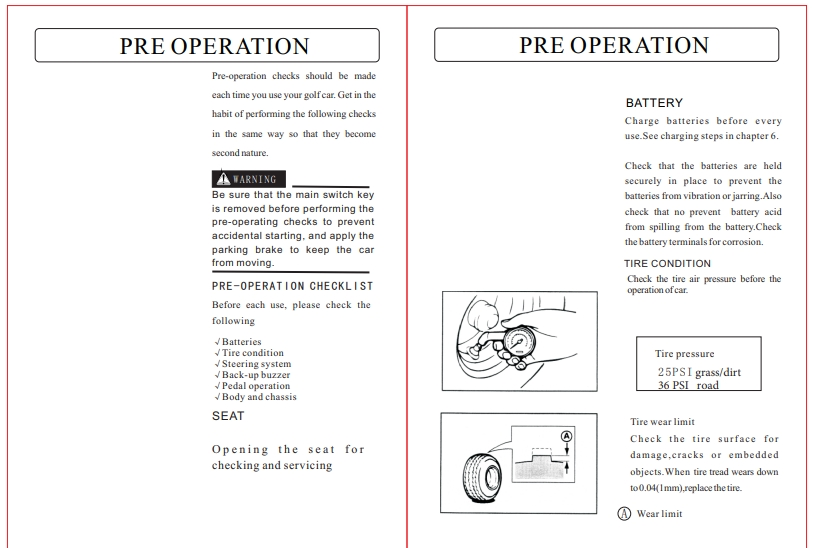 PRE OPERATION
Pre-operation checks should be made
each time you use your golf car. Get in the
habit of performing the following checks
in the same way so that they become
second nature.
WARNING
Be sure that the main switch key
is removed before performing the
pre-operating checks to prevent
accidental starting, and apply the
parking brake to keep the car
from moving.
PRE-OPERATION CHECKLIST
Before each use, please check the
following
√ Batteries
√ Tire condition
√ Steering system
√ Back-up buzzer
√ Pedal operation
√ Body and chassis
SEAT
Opening the seat for
checking and servicing
PRE OPERATION
BATTERY
Charge batteries before every
use.See charging steps in chapter 6.
Check that the batteries are held
securely in place to prevent the
batteries from vibration or jarring.Also
check that no prevent battery acid
from spilling from the battery.Check
the battery terminals for corrosion.
TIRE CONDITION
Check the tire air pressure before the
operation of car.
Tire pressure
25PSI grass/dirt
36 PSI road
A
Tire wear limit
Check the tire surface for
damage,cracks or embedded
objects.When tire tread wears down
to 0.04(1mm),replace the tire.
Ⓐ Wear limit